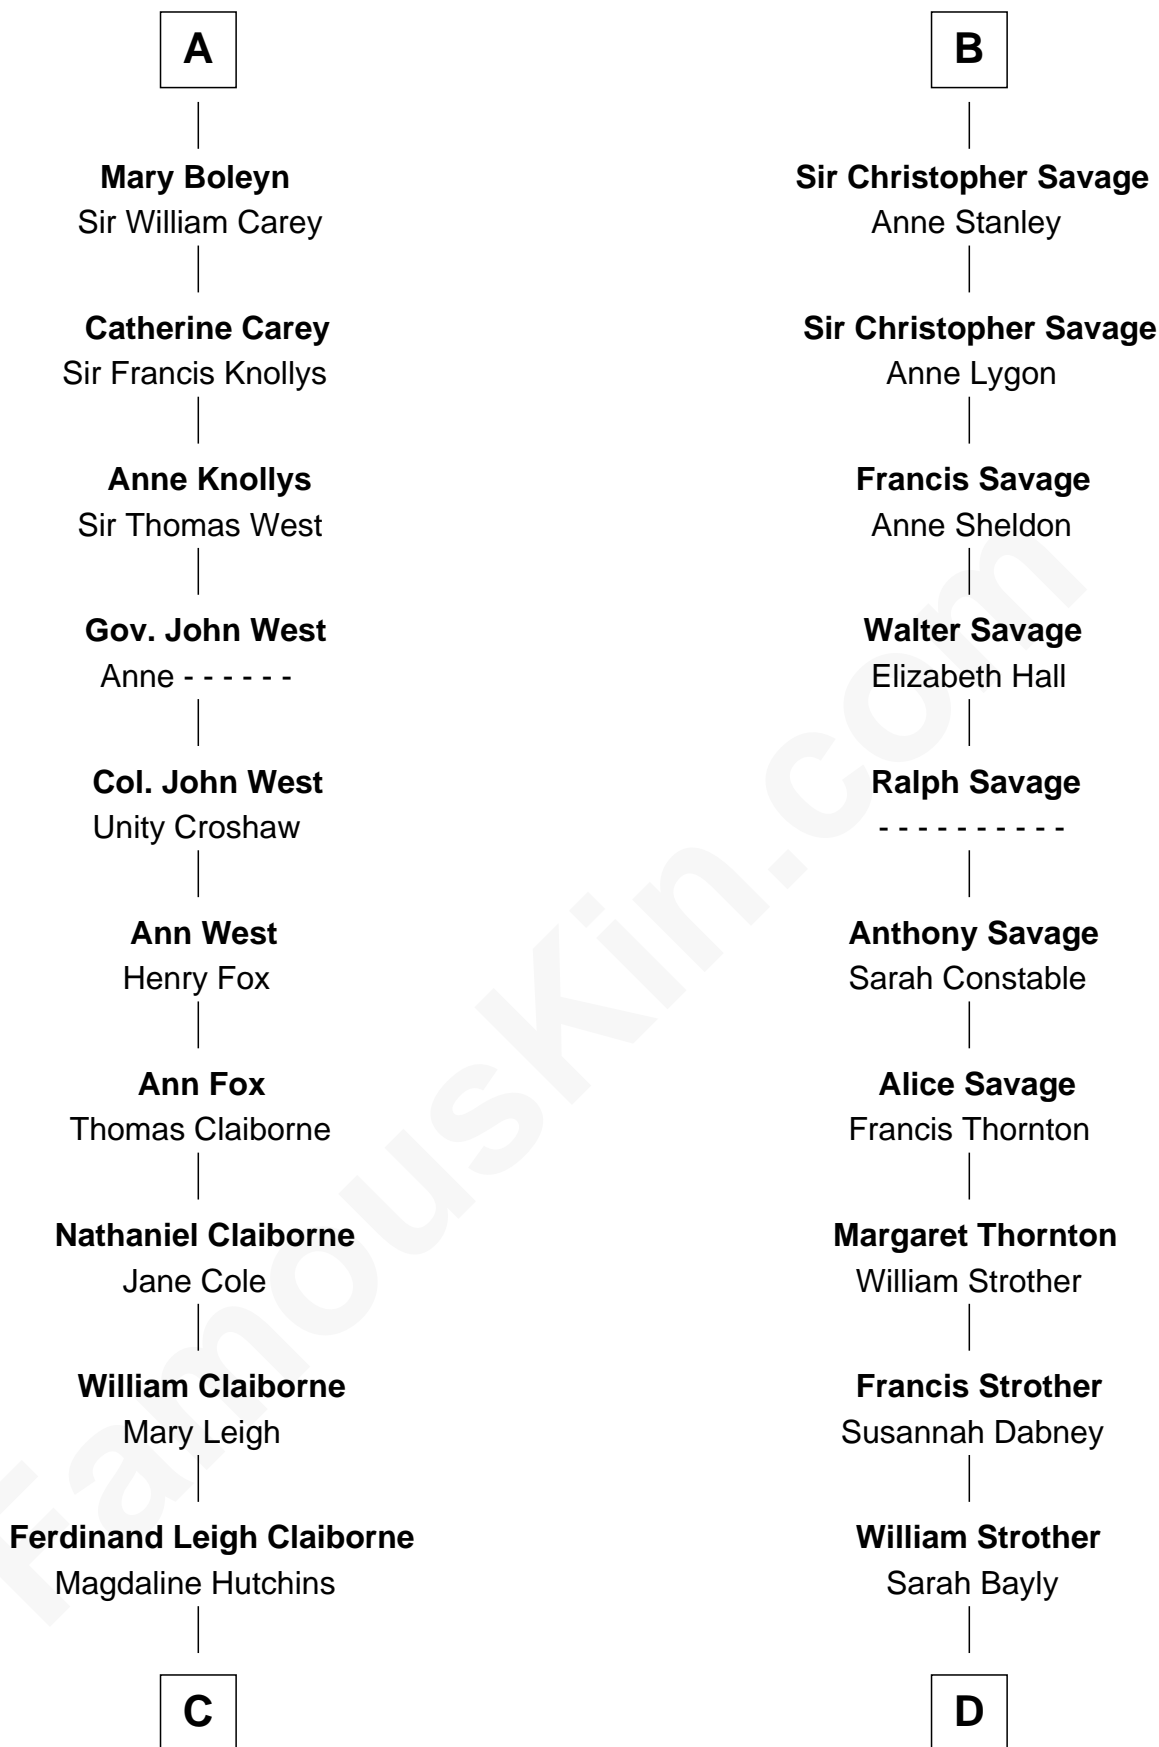 A
Mary Boleyn
Sir William Carey
Catherine Carey
Sir Francis Knollys
Anne Knollys
Sir Thomas West
Gov. John West
Anne - - - - - -
Col. John West
Unity Croshaw
Ann West
Henry Fox
Ann Fox
Thomas Claiborne
Nathaniel Claiborne
Jane Cole
William Claiborne
Mary Leigh
Ferdinand Leigh Claiborne
Magdaline Hutchins
C
B
Sir Christopher Savage
Anne Stanley
Sir Christopher Savage
Anne Lygon
Francis Savage
Anne Sheldon
Walter Savage
Elizabeth Hall
Ralph Savage
- - - - - - - - - -
Anthony Savage
Sarah Constable
Alice Savage
Francis Thornton
Margaret Thornton
William Strother
Francis Strother
Susannah Dabney
William Strother
Sarah Bayly
D
FamousKin.com